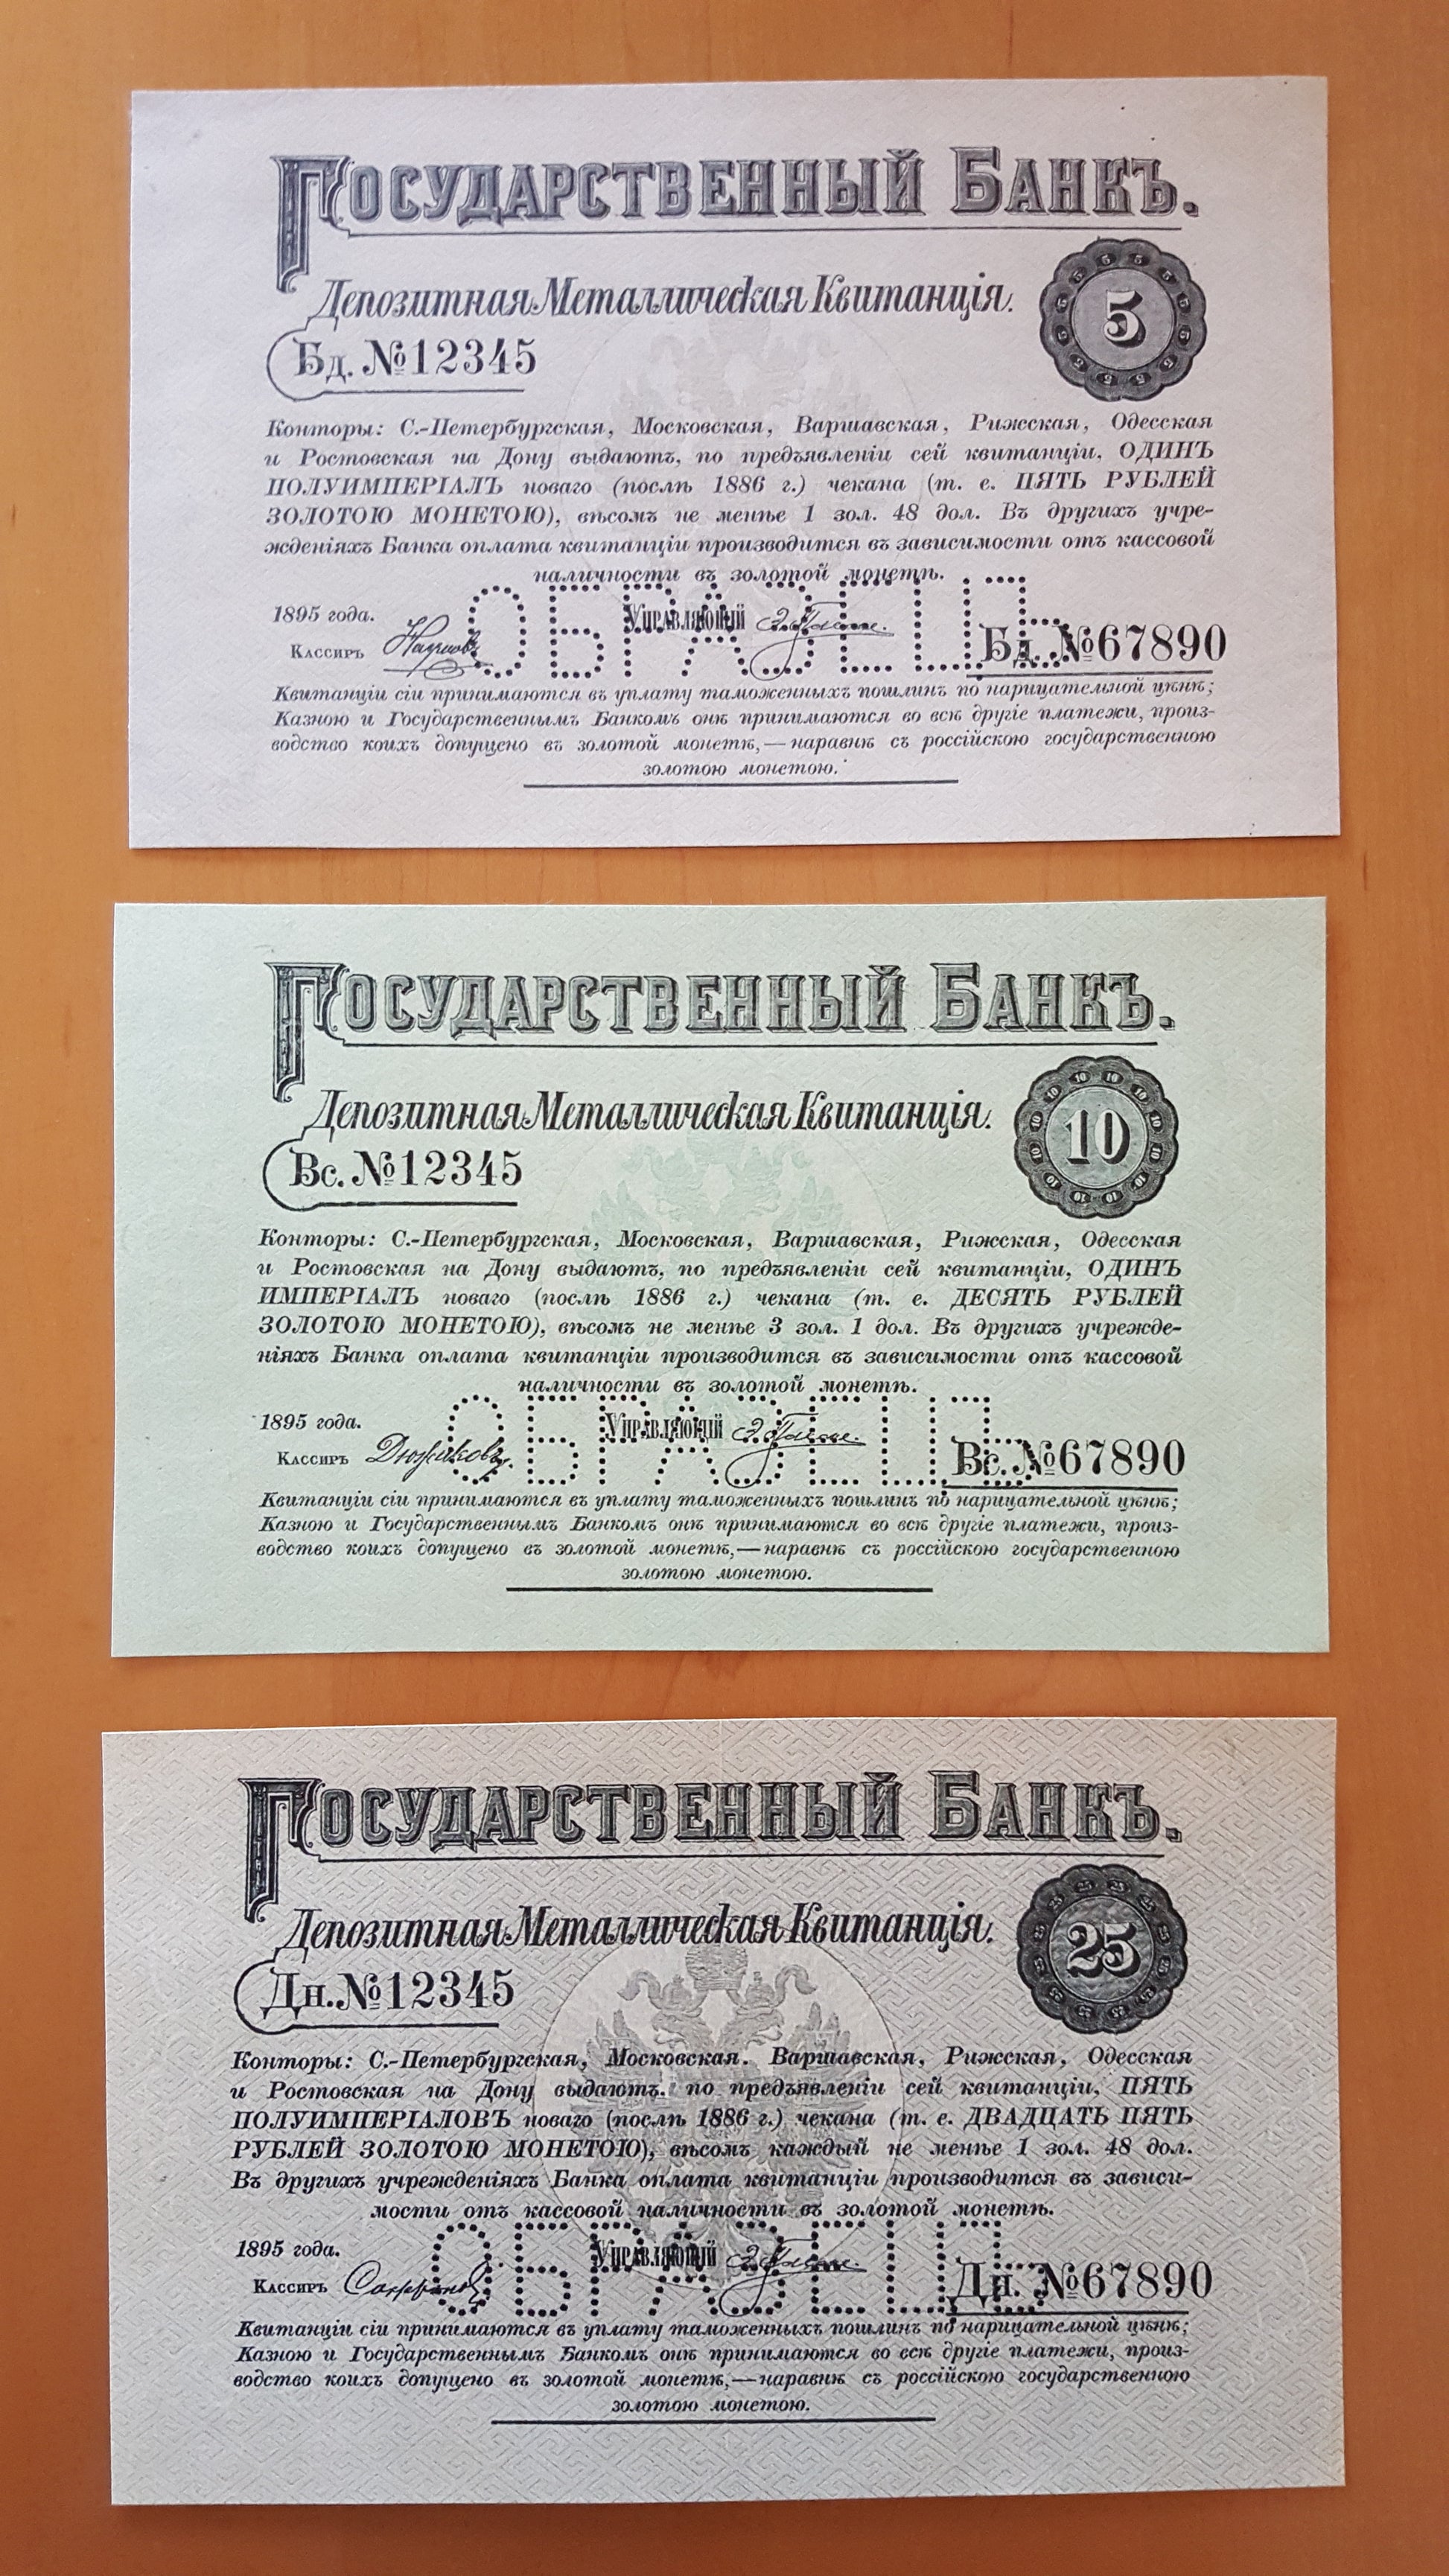 Государственный Банкъ.
Депозитная Металлическая Квитанція.
5
Бд. № 12345
Конторы: С.-Петербургская, Московская, Варшавская, Рижская, Одесская
и Ростовская на Дону выдаютъ, по предъявленіи сей квитанціи, ОДИНЪ
ПОЛУИМПЕРІАЛЪ новаго (послѣ 1886 г.) чекана (т. е. ПЯТЬ РУБЛЕЙ
ЗОЛОТОЮ МОНЕТОЮ), вѣсомъ не менѣе 1 зол. 48 дол. Въ другихъ учре-
жденіяхъ Банка оплата квитанціи производится въ зависимости отъ кассовой
наличности въ золотой монетѣ.
ОБРАЗЕЦЪ
1895 года.
Управляющій
Кассиръ
Бд. № 67890
Квитанціи сіи принимаются въ уплату таможенныхъ пошлинъ по нарицательной цѣнѣ;
Казною и Государственнымъ Банкомъ онѣ принимаются во всѣ другіе платежи, произ-
водство коихъ допущено въ золотой монетѣ,—наравнѣ съ россійскою государственною
золотою монетою.
Государственный Банкъ.
Депозитная Металлическая Квитанція.
10
Вс. № 12345
Конторы: С.-Петербургская, Московская, Варшавская, Рижская, Одесская
и Ростовская на Дону выдаютъ, по предъявленіи сей квитанціи, ОДИНЪ
ИМПЕРІАЛЪ новаго (послѣ 1886 г.) чекана (т. е. ДЕСЯТЬ РУБЛЕЙ
ЗОЛОТОЮ МОНЕТОЮ), вѣсомъ не менѣе 3 зол. 1 дол. Въ другихъ учрежде-
ніяхъ Банка оплата квитанціи производится въ зависимости отъ кассовой
наличности въ золотой монетѣ.
ОБРАЗЕЦЪ
1895 года.
Управляющій
Кассиръ
Вс. № 67890
Квитанціи сіи принимаются въ уплату таможенныхъ пошлинъ по нарицательной цѣнѣ;
Казною и Государственнымъ Банкомъ онѣ принимаются во всѣ другіе платежи, произ-
водство коихъ допущено въ золотой монетѣ,—наравнѣ съ россійскою государственною
золотою монетою.
Государственный Банкъ.
Депозитная Металлическая Квитанція.
25
Дн. № 12345
Конторы: С.-Петербургская, Московская. Варшавская, Рижская, Одесская
и Ростовская на Дону выдаютъ. по предъявленіи сей квитанціи, ПЯТЬ
ПОЛУИМПЕРІАЛОВЪ новаго (послѣ 1886 г.) чекана (т. е. ДВАДЦАТЬ ПЯТЬ
РУБЛЕЙ ЗОЛОТОЮ МОНЕТОЮ), вѣсомъ каждый не менѣе 1 зол. 48 дол.
Въ другихъ учрежденіяхъ Банка оплата квитанціи производится въ зависи-
мости отъ кассовой наличности въ золотой монетѣ.
ОБРАЗЕЦЪ
1895 года.
Управляющій
Кассиръ
Дн. № 67890
Квитанціи сіи принимаются въ уплату таможенныхъ пошлинъ по нарицательной цѣнѣ;
Казною и Государственнымъ Банкомъ онѣ принимаются во всѣ другіе платежи, произ-
водство коихъ допущено въ золотой монетѣ,—наравнѣ съ россійскою государственною
золотою монетою.